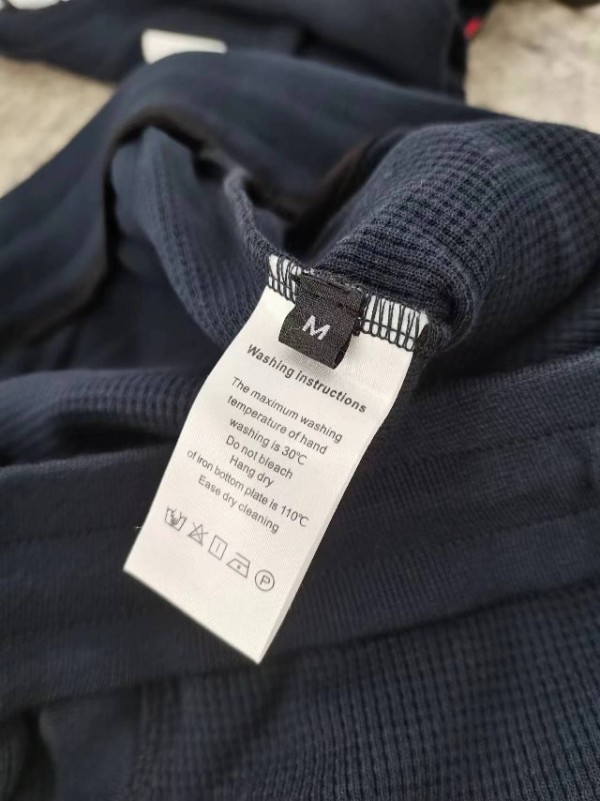 M
Washing instructions
The maximum washing
temperature of hand
washing is 30℃
Do not bleach
Hang dry
of iron bottom plate is 110℃
Ease dry cleaning
P